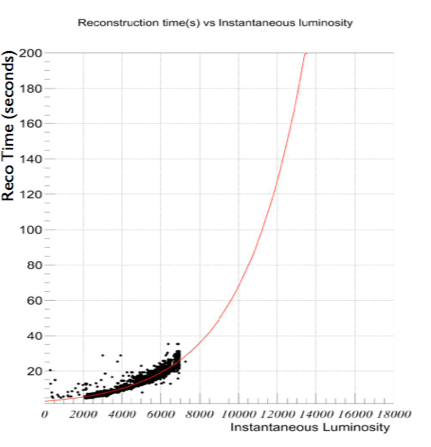 Reconstruction time(s) vs Instantaneous luminosity
Reco Time (seconds)
200
180
160
140
120
100
80
60
40
20
0 2000 4000 6000 8000 10000 12000 14000 16000 18000
Instantaneous Luminosity